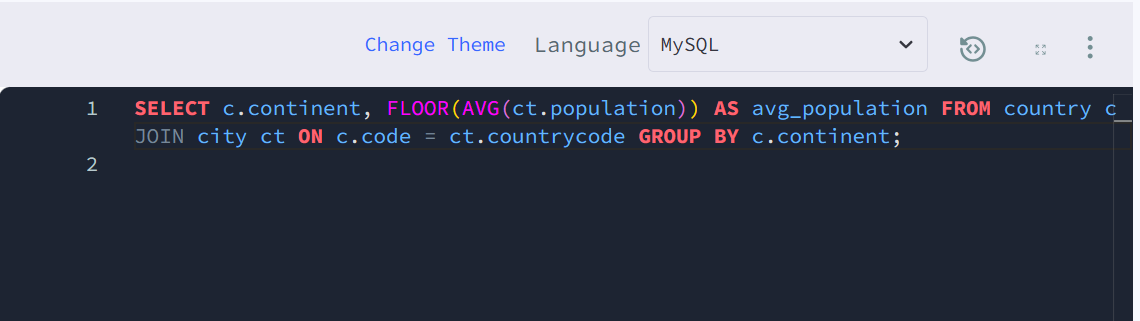 Change Theme Language MySQL
1 SELECT c.continent, FLOOR(AVG(ct.population)) AS avg_population FROM country c
JOIN city ct ON c.code = ct.countrycode GROUP BY c.continent;
2